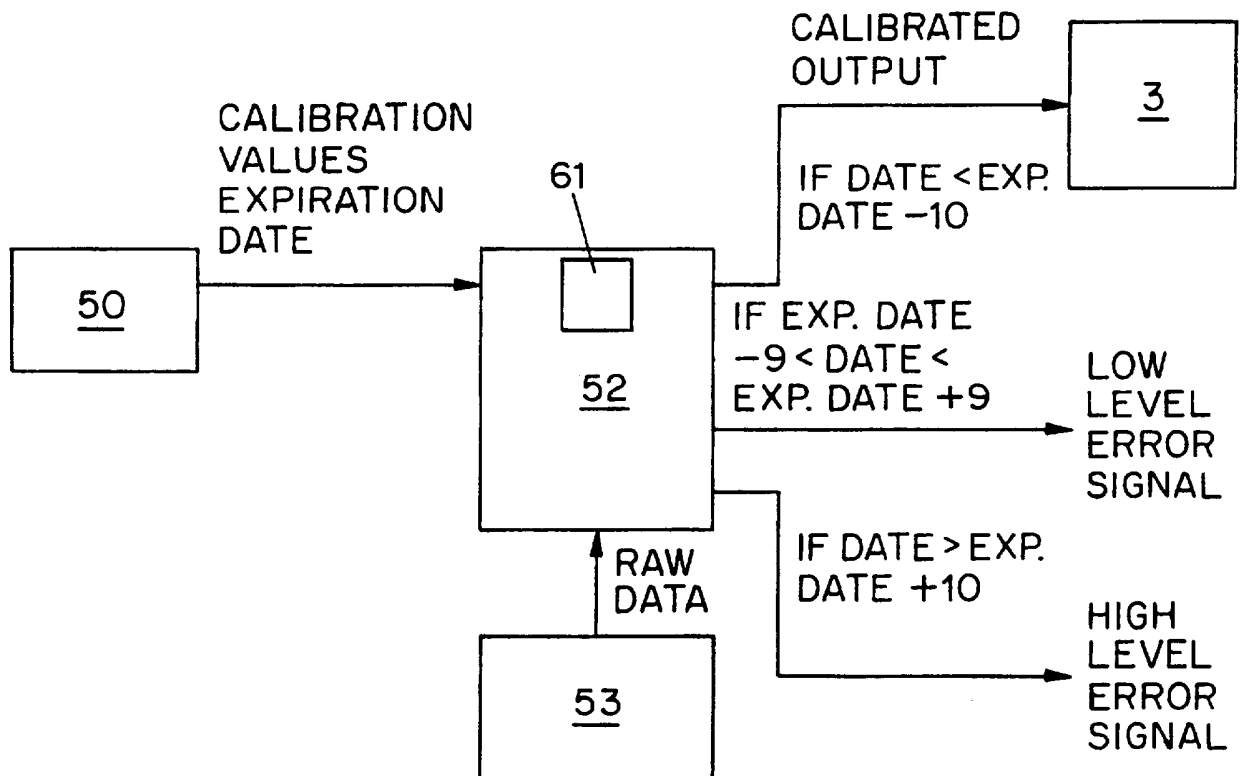 CALIBRATED
OUTPUT
3
CALIBRATION
VALUES
EXPIRATION
DATE
61
IF DATE < EXP.
DATE -10
50
52
IF EXP. DATE
-9 < DATE <
EXP. DATE +9
LOW
LEVEL
ERROR
SIGNAL
RAW
DATA
IF DATE > EXP.
DATE +10
53
HIGH
LEVEL
ERROR
SIGNAL